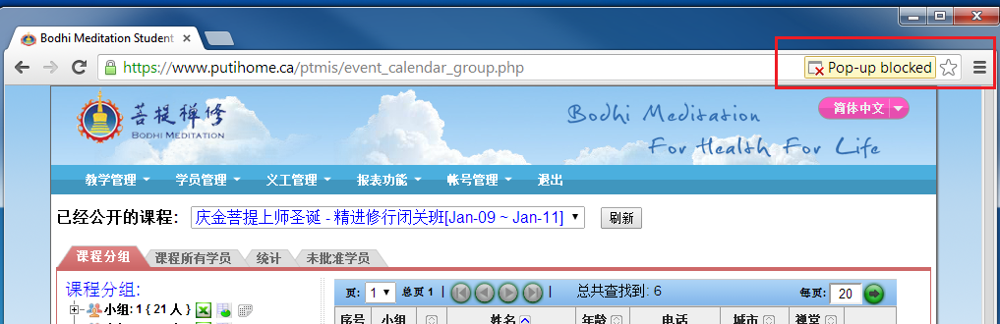 Bodhi Meditation Student
https://www.putihome.ca/ptmis/event_calendar_group.php
Pop-up blocked
菩提禅修
BODHI MEDITATION
Bodhi Meditation
For Health For Life
简体中文
教学管理 学员管理 义工管理 报表功能 帐号管理 退出
已经公开的课程: 庆金菩提上师圣诞 - 精进修行闭关班[Jan-09 ~ Jan-11] 刷新
课程分组 课程所有学员 统计 未批准学员
课程分组:
页: 1 总页 1 | | 总共查找到: 6 每页: 20
小组: 1 { 21 人 }
序号 小组 姓名 年龄 电话 城市 禅堂